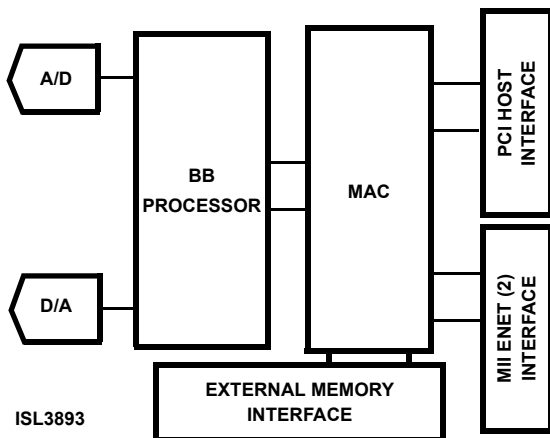 A/D
BB
PROCESSOR
MAC
PCI HOST
INTERFACE
D/A
MII ENET (2)
INTERFACE
EXTERNAL MEMORY
INTERFACE
ISL3893